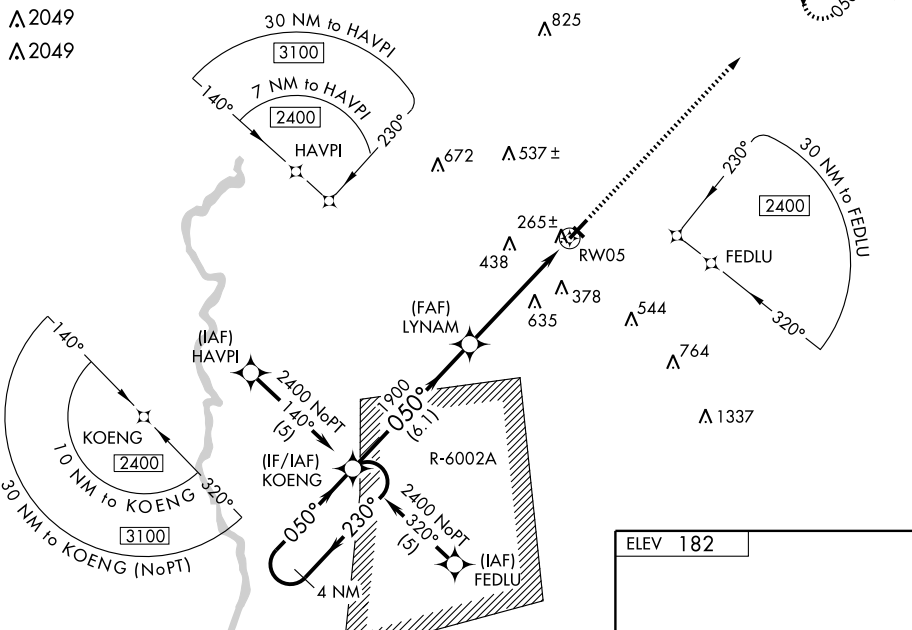 2049
2049
30 NM to HAVPI
3100
7 NM to HAVPI
2400
140°
230°
HAVPI
825
050°
672
537 ±
265 ±
438
RW05
378
635
544
764
1337
230°
30 NM to FEDLU
2400
FEDLU
320°
(FAF)
LYNAM
(IAF)
HAVPI
2400 NoPT
140°
(5)
1900
050°
(6.1)
R-6002A
(IF/IAF)
KOENG
050°
230°
4 NM
2400 NoPT
320°
(5)
(IAF)
FEDLU
140°
KOENG
2400
320°
10 NM to KOENG
3100
30 NM to KOENG (NoPT)
ELEV 182